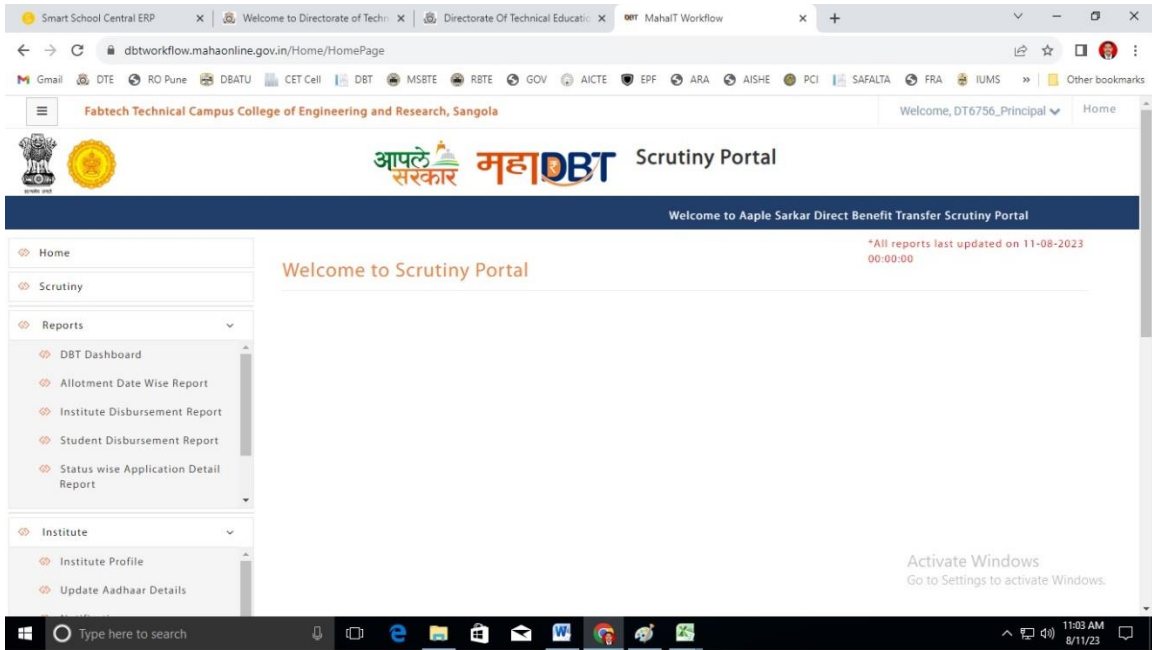 Smart School Central ERP
Welcome to Directorate of Techn
Directorate Of Technical Educatic
MahaIT Workflow
dbtworkflow.mahaonline.gov.in/Home/HomePage
Gmail DTE RO Pune DBATU CET Cell DBT MSBTE RBTE GOV AICTE EPF ARA AISHE PCI SAFALTA FRA IUMS » Other bookmarks
Fabtech Technical Campus College of Engineering and Research, Sangola
Welcome, DT6756_Principal
Home
आपले सरकार
महाDBT
Scrutiny Portal
Welcome to Aaple Sarkar Direct Benefit Transfer Scrutiny Portal
Home
Scrutiny
Reports
DBT Dashboard
Allotment Date Wise Report
Institute Disbursement Report
Student Disbursement Report
Status wise Application Detail
Report
Institute
Institute Profile
Update Aadhaar Details
Welcome to Scrutiny Portal
*All reports last updated on 11-08-2023
00:00:00
Activate Windows
Go to Settings to activate Windows.
Type here to search
11:03 AM
8/11/23